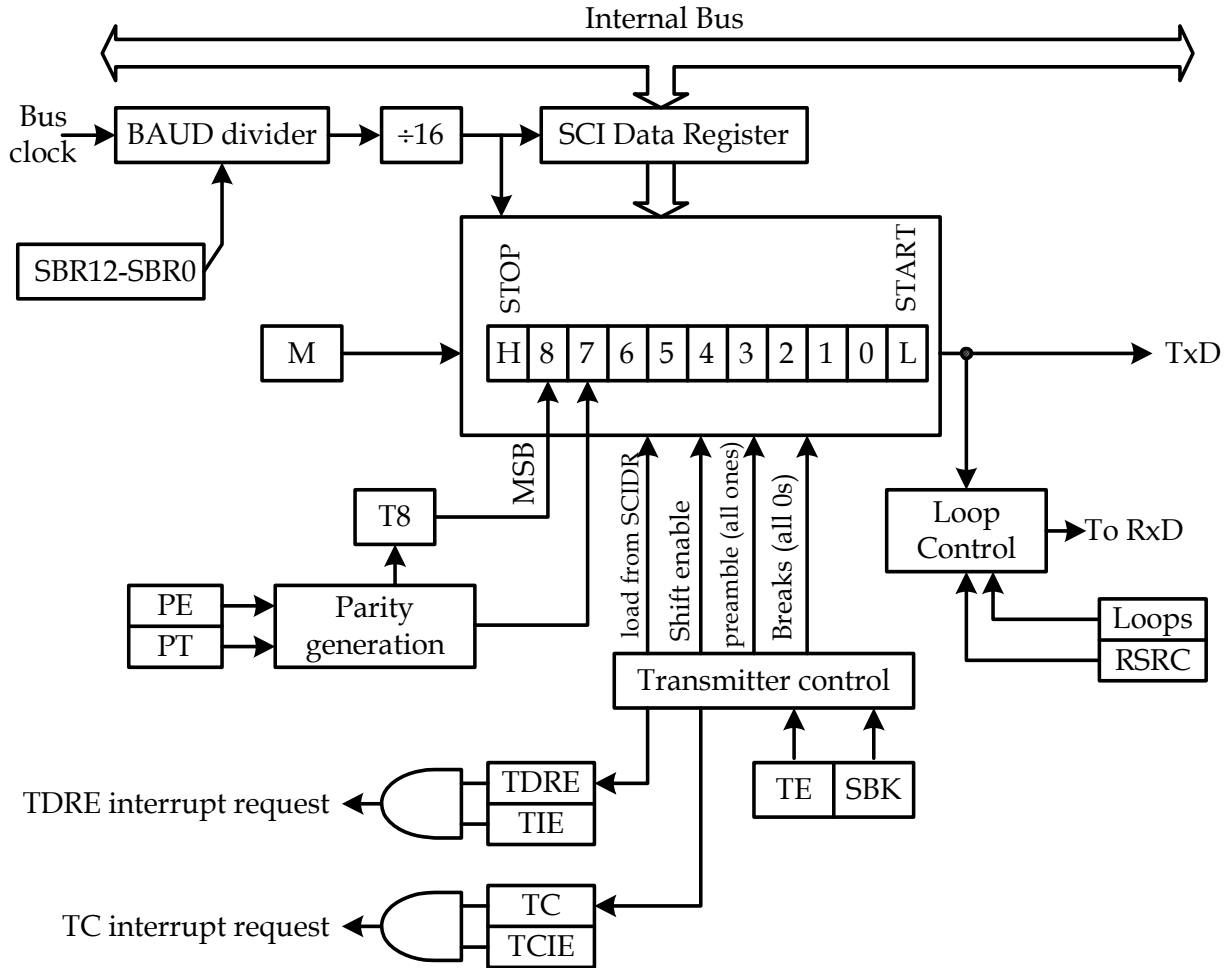 Internal Bus
Bus
clock
BAUD divider
÷16
SCI Data Register
SBR12-SBR0
STOP
START
M
H 8 7 6 5 4 3 2 1 0 L
TxD
MSB
load from SCIDR
Shift enable
preamble (all ones)
Breaks (all 0s)
T8
Loop
Control
To RxD
PE
PT
Parity
generation
Loops
RSRC
Transmitter control
TDRE interrupt request
TDRE
TIE
TE
SBK
TC interrupt request
TC
TCIE